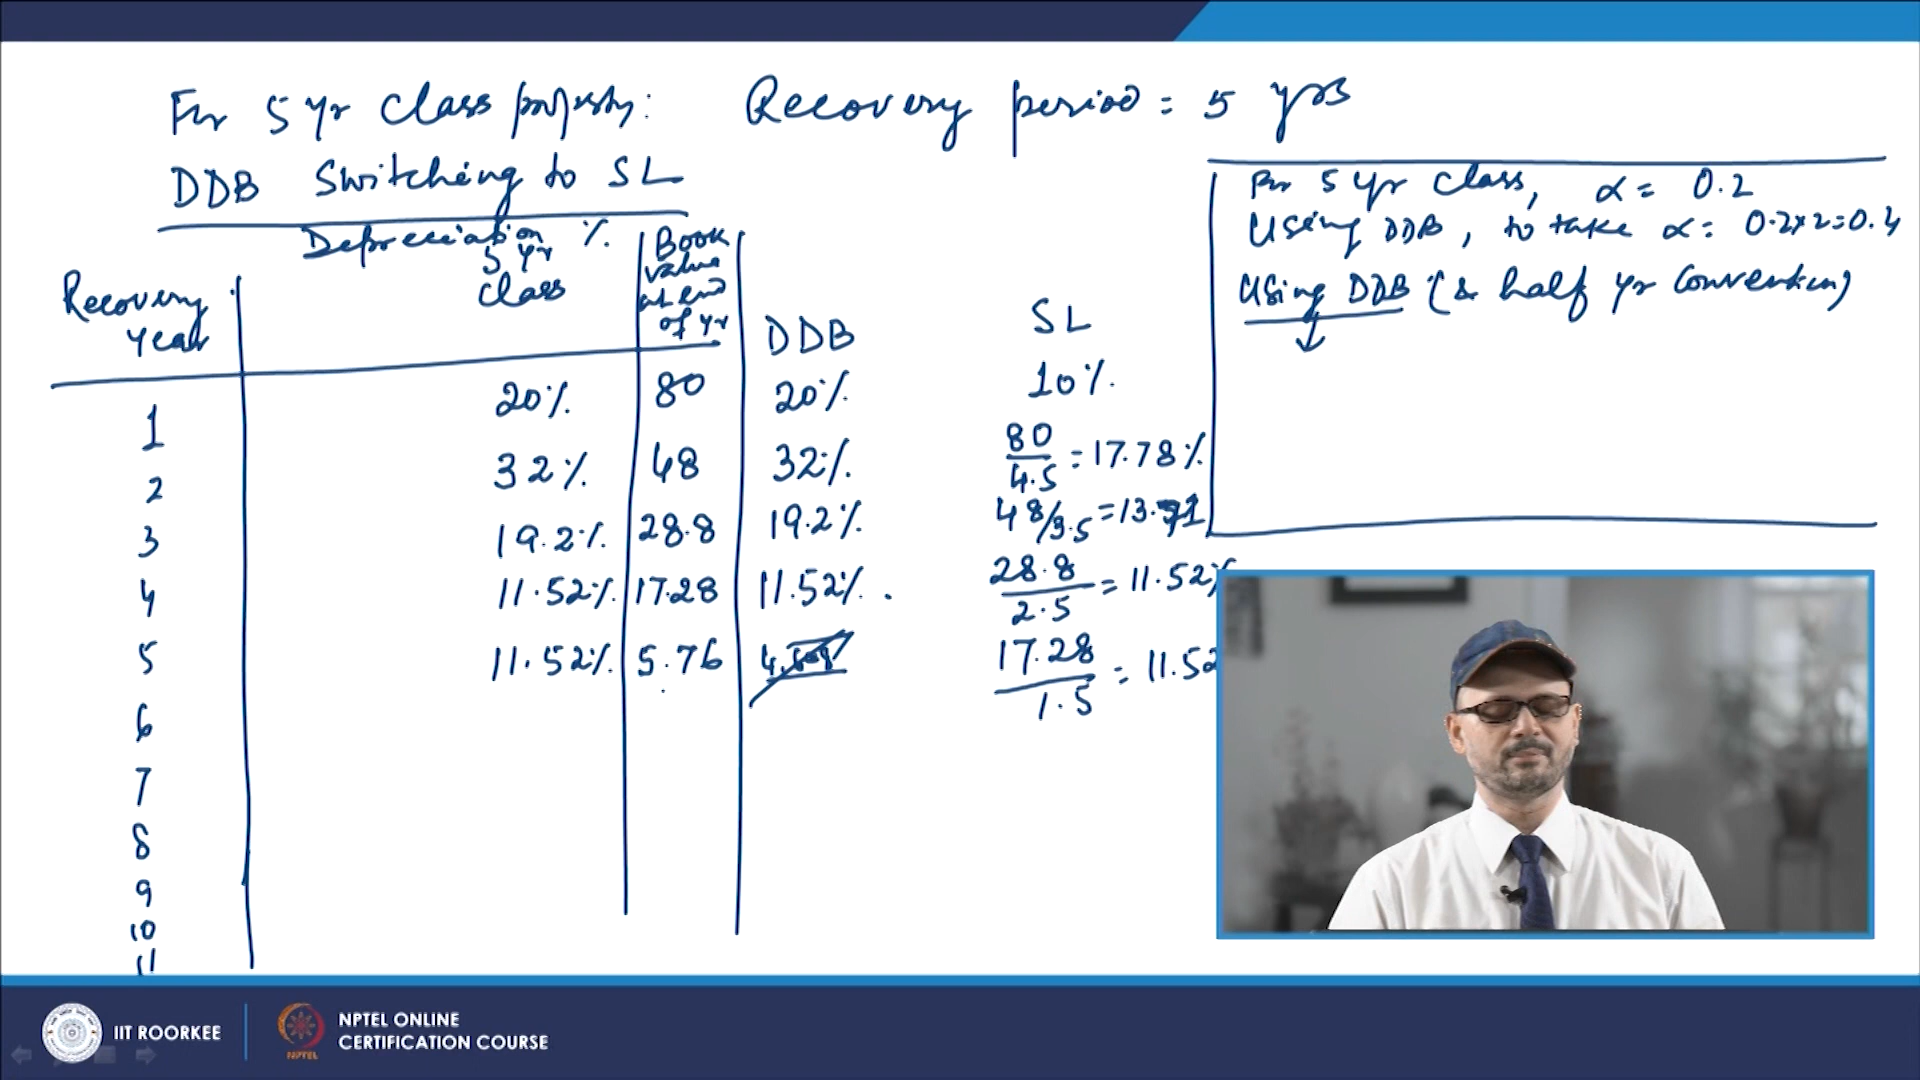 For 5 yr class property: Recovery period = 5 yrs
DDB Switching to SL
For 5 yr class, α = 0.2
Using DDB, to take α = 0.2×2=0.4
Using DDB (& half yr convention)
Recovery year | Depreciation % 5 yr class | Book value at end of yr | DDB | SL
1 20% 80 20% 10%
2 32% 48 32% 80/4.5 = 17.78%
3 19.2% 28.8 19.2% 48/3.5 = 13.71
4 11.52% 17.28 11.52% . 28.8/2.5 = 11.52%
5 11.52% 5.76 17.28/1.5 = 11.52
6
7
8
9
10
11
IIT ROORKEE
NPTEL
NPTEL ONLINE
CERTIFICATION COURSE